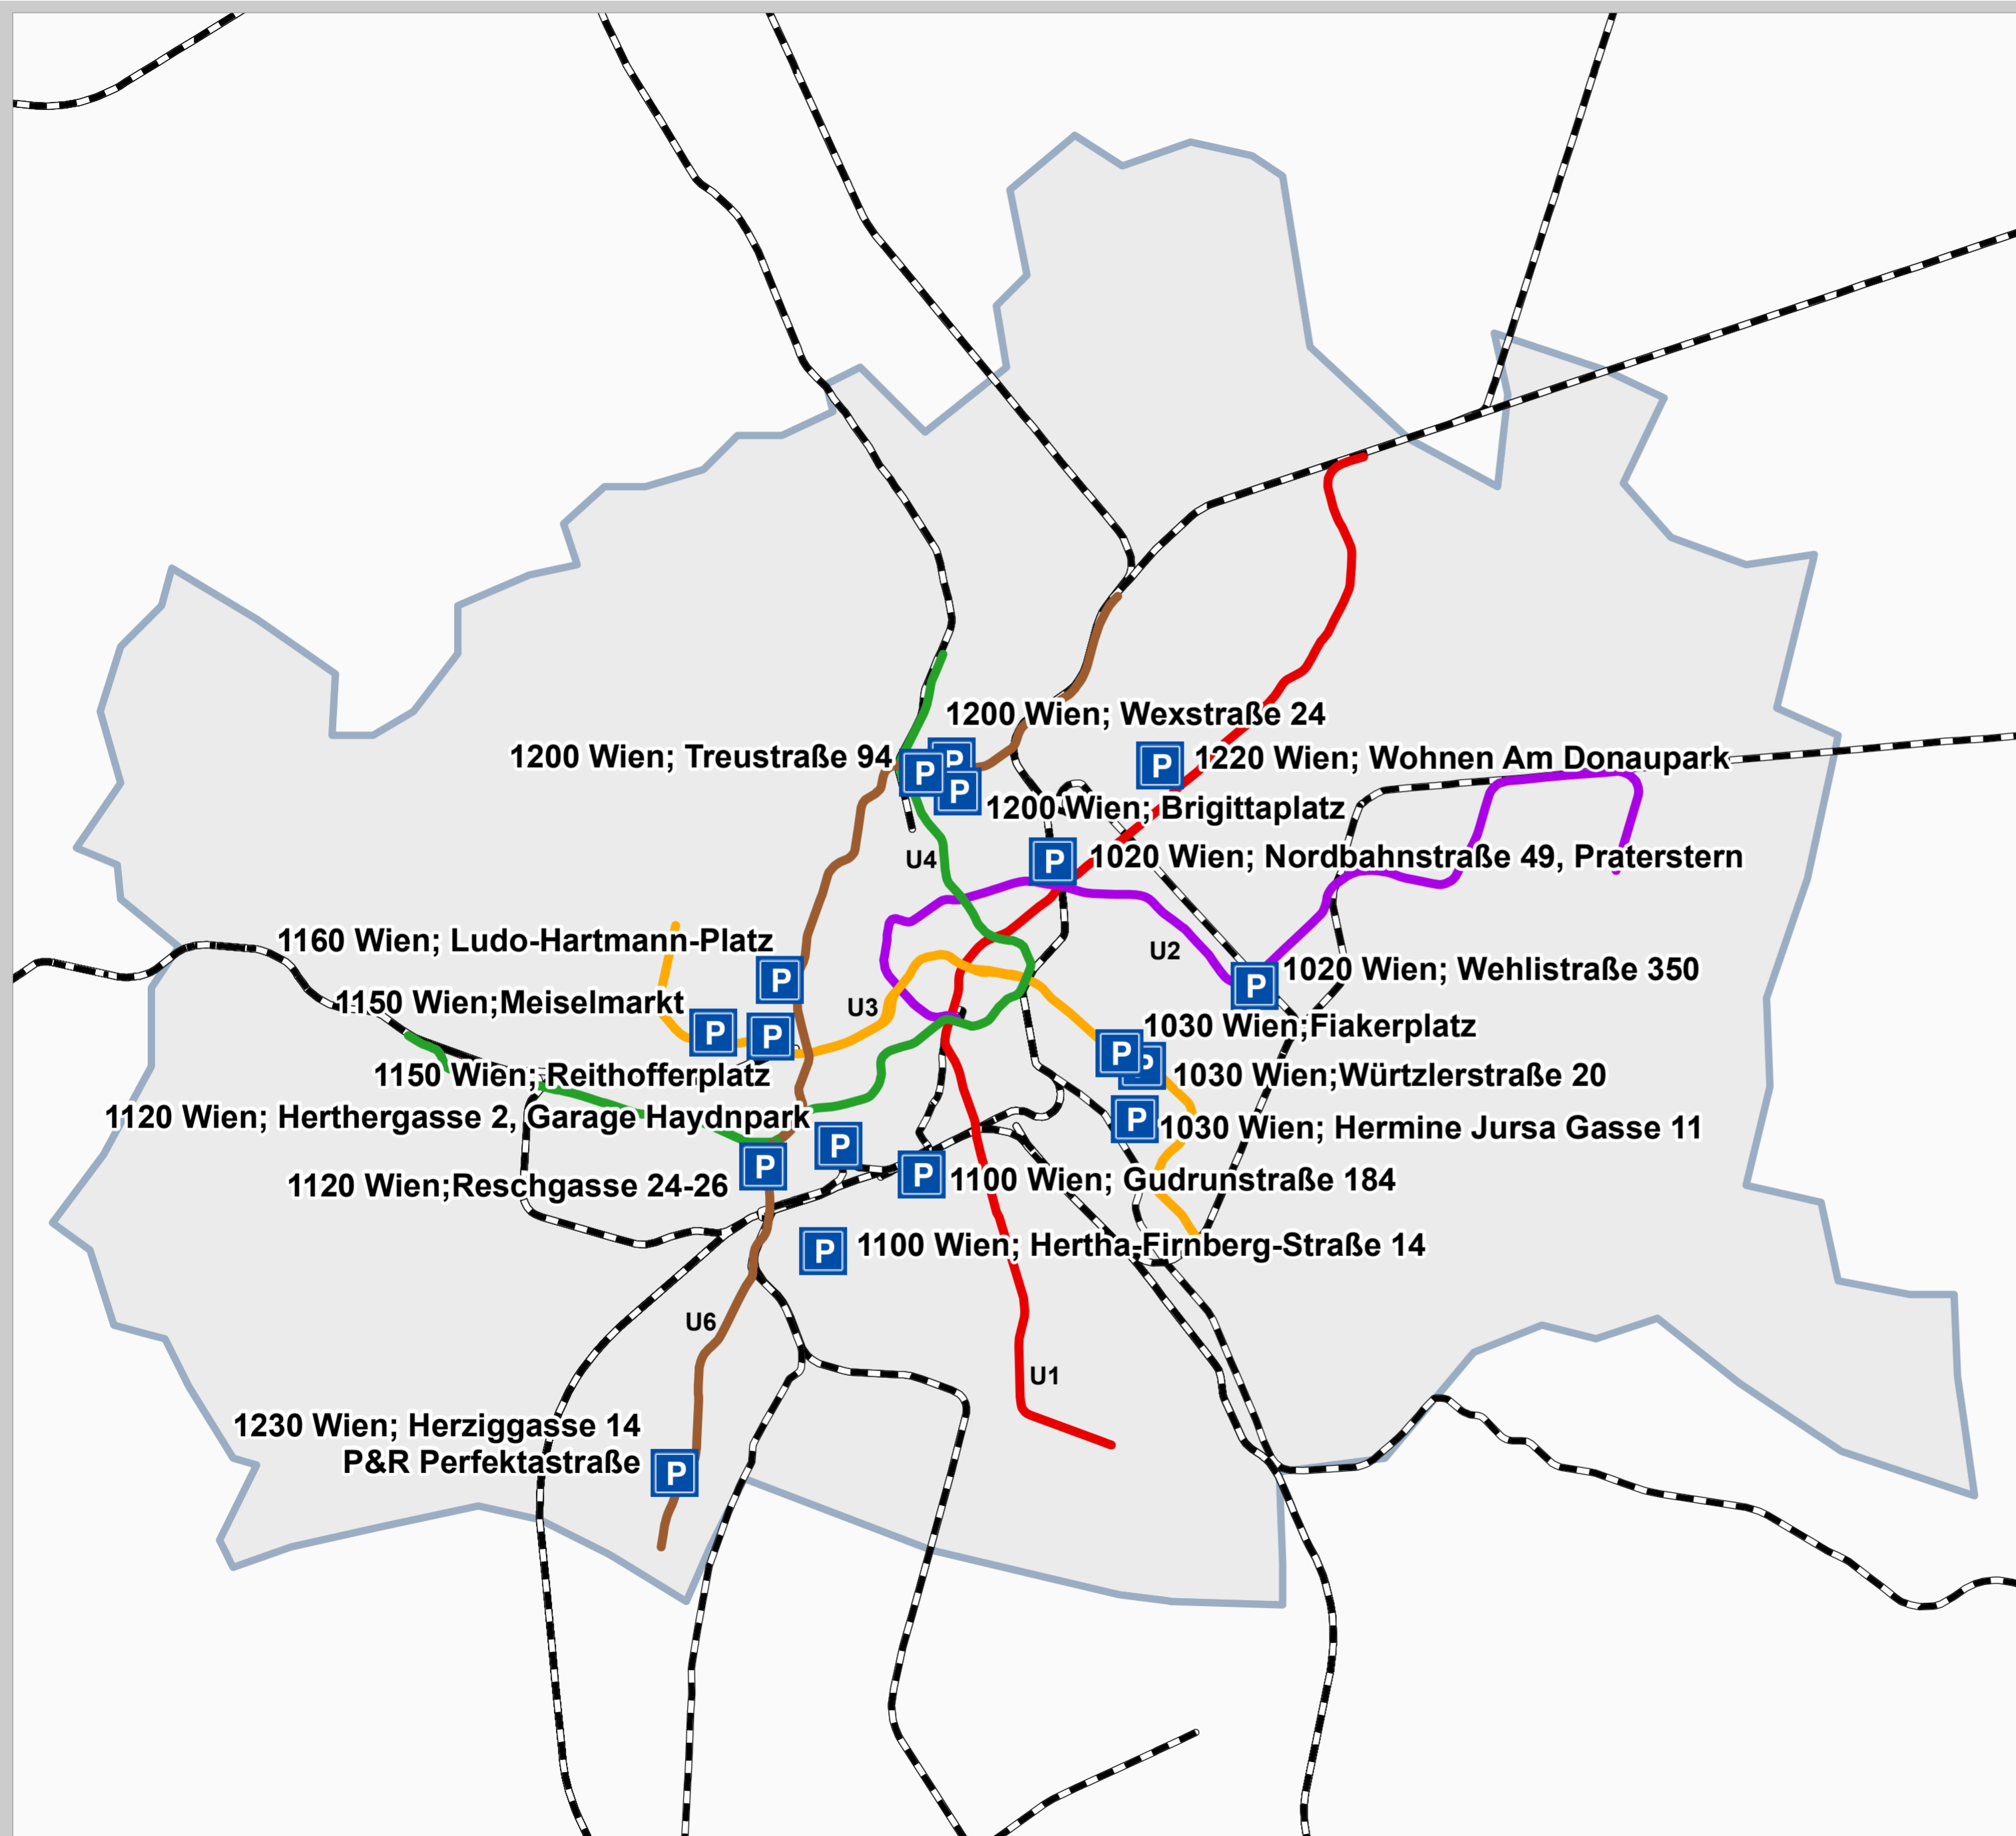 1200 Wien; Wexstraße 24
1200 Wien; Treustraße 94
P
P
P
P
1220 Wien; Wohnen Am Donaupark
1200 Wien; Brigittaplatz
U4
P
1020 Wien; Nordbahnstraße 49, Praterstern
1160 Wien; Ludo-Hartmann-Platz
P
U2
P
1020 Wien; Wehlistraße 350
1150 Wien;Meiselmarkt
P
P
U3
1030 Wien;Fiakerplatz
P
P
1150 Wien; Reithofferplatz
1030 Wien;Würtzlerstraße 20
1120 Wien; Herthergasse 2, Garage Haydnpark
P
P
1030 Wien; Hermine Jursa Gasse 11
1120 Wien;Reschgasse 24-26
P
P
1100 Wien; Gudrunstraße 184
P
1100 Wien; Hertha-Firnberg-Straße 14
U6
U1
1230 Wien; Herziggasse 14
P&R Perfektastraße
P